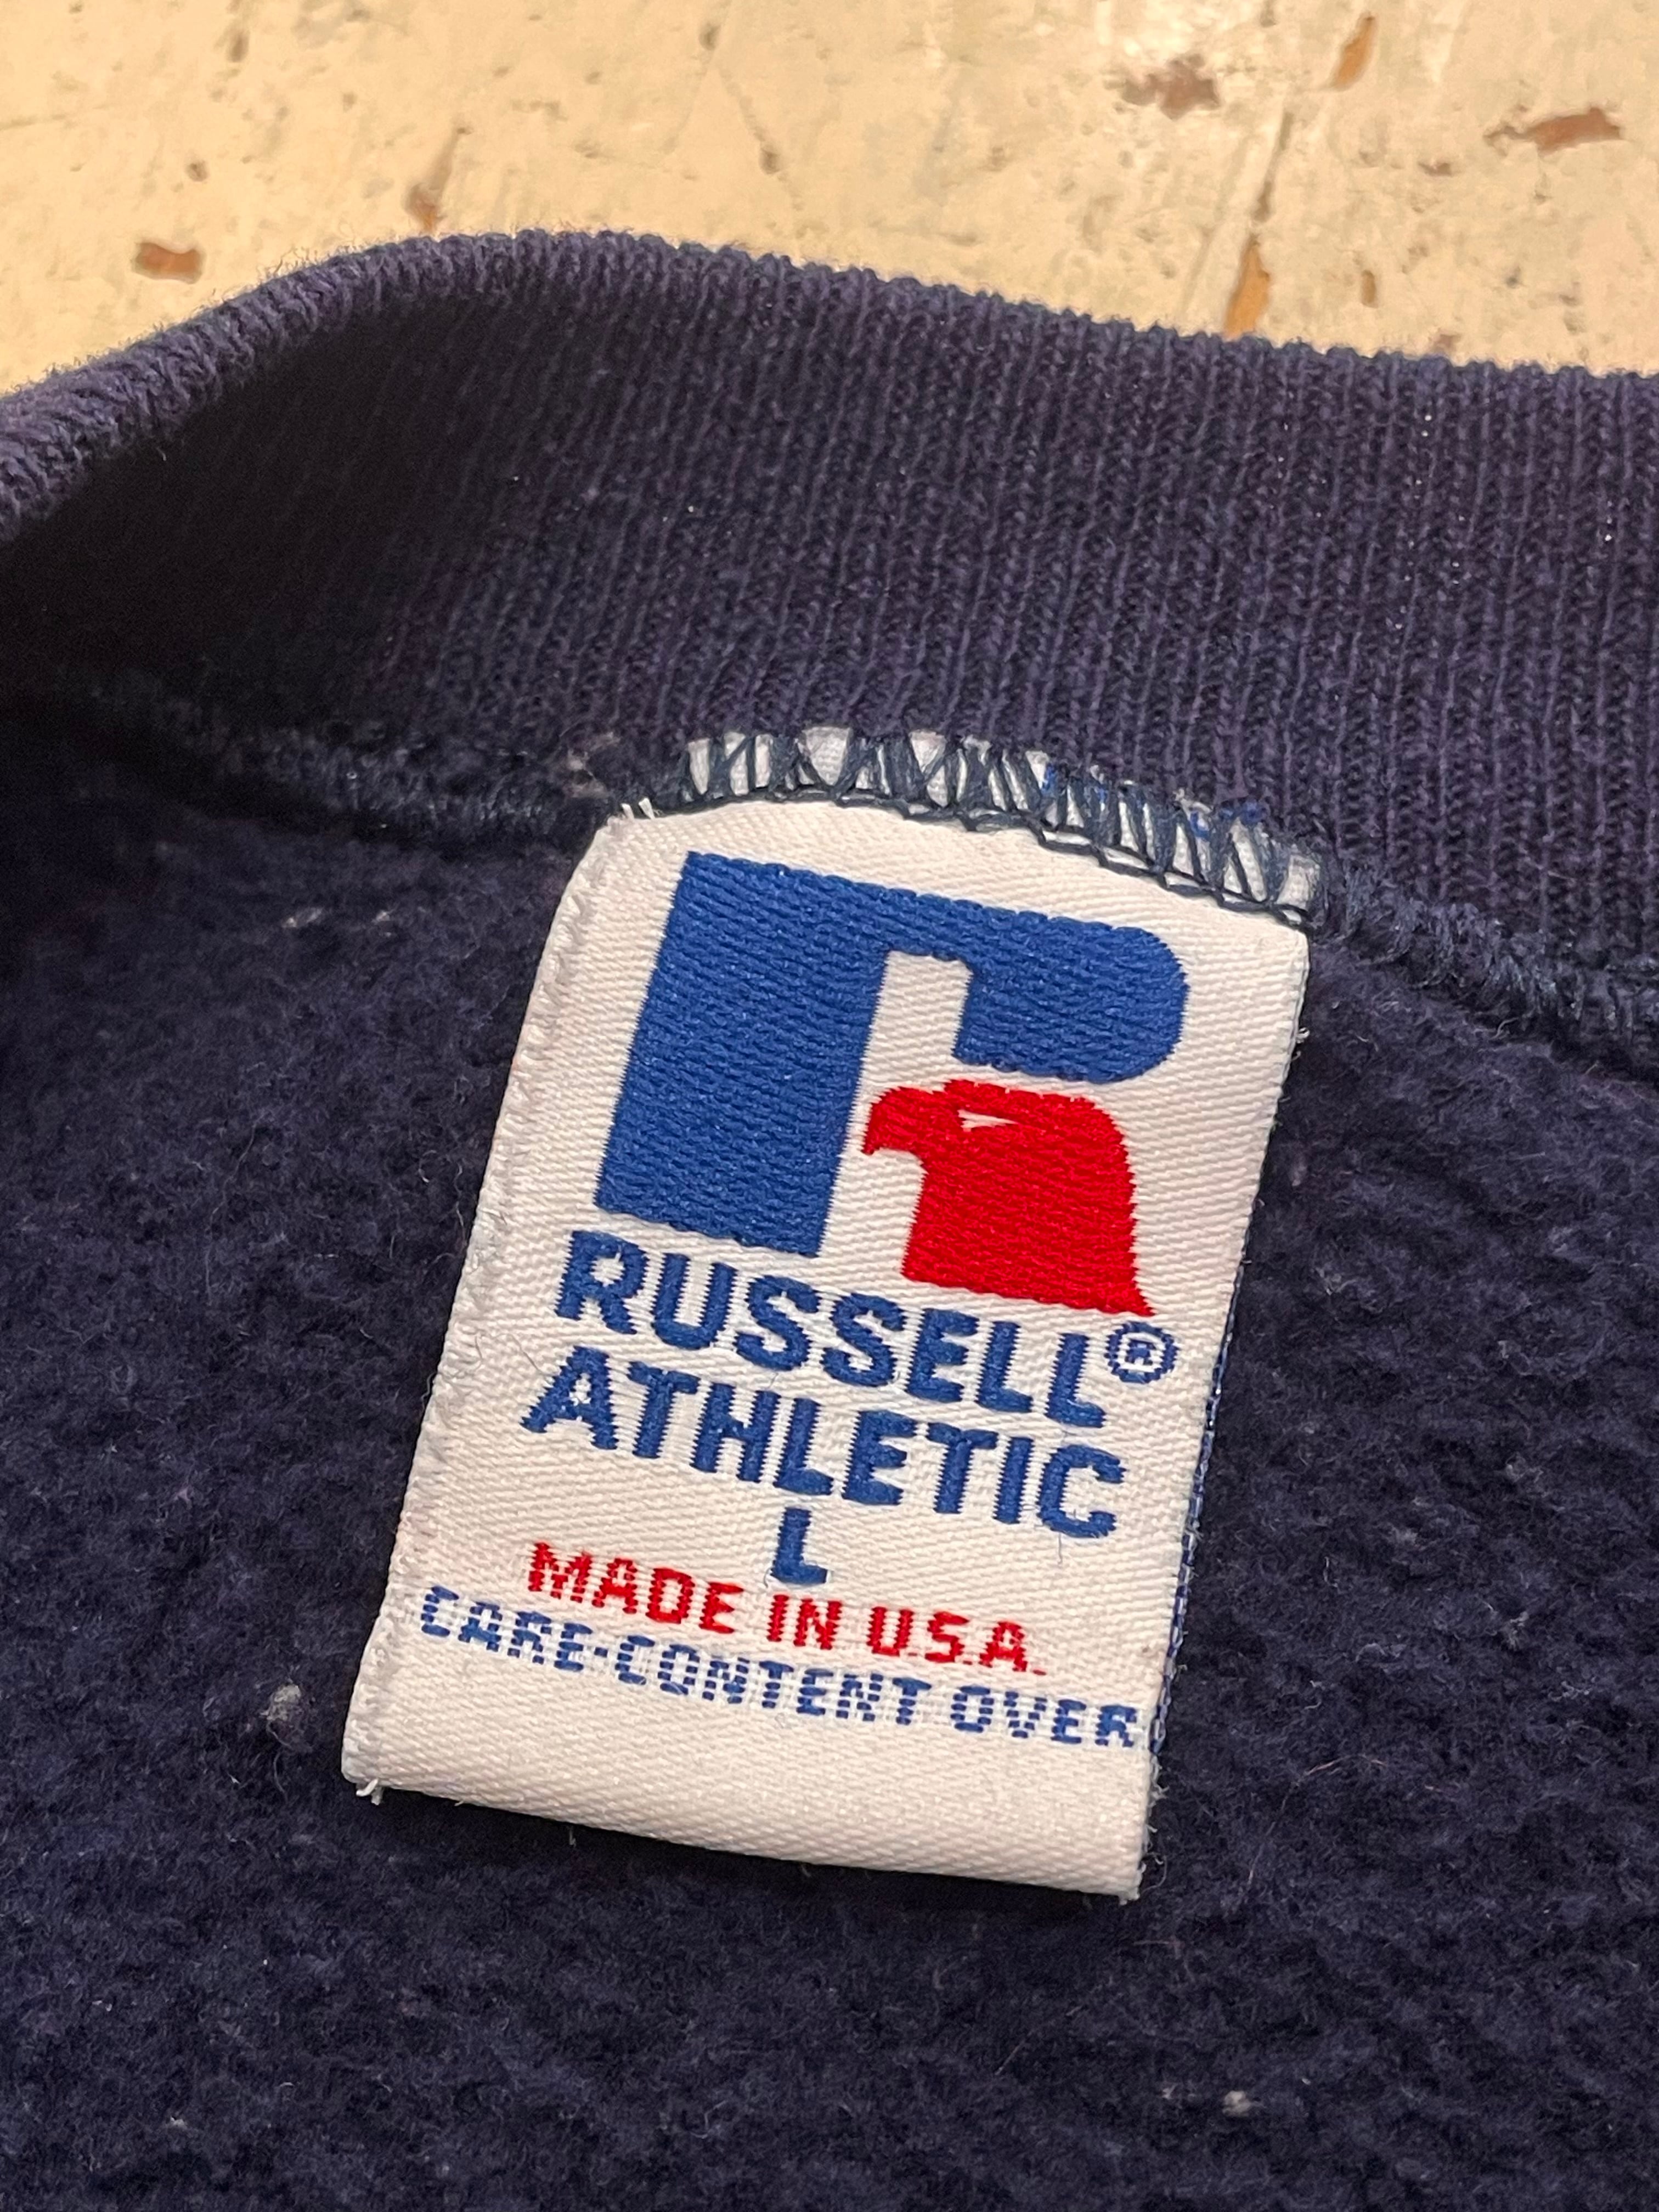 RUSSELL®
ATHLETIC
L
MADE IN U.S.A.
CARE-CONTENT OVER